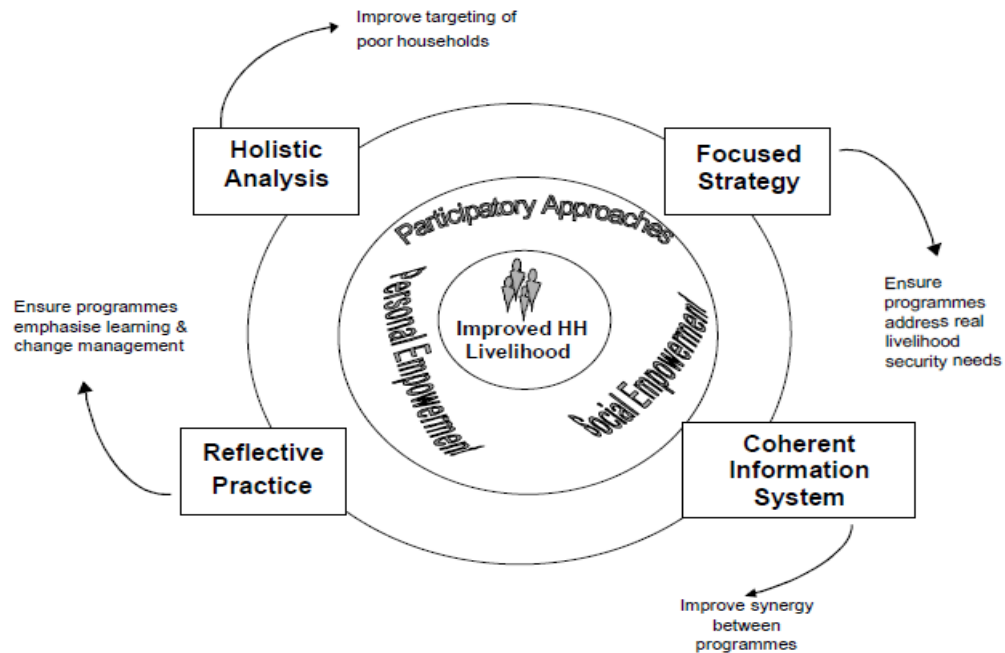 Improve targeting of
poor households
Holistic
Analysis
Focused
Strategy
Participatory Approaches
Personal Empowerment
Social Empowerment
Improved HH
Livelihood
Ensure programmes
emphasise learning &
change management
Ensure
programmes
address real
livelihood
security needs
Reflective
Practice
Coherent
Information
System
Improve synergy
between
programmes